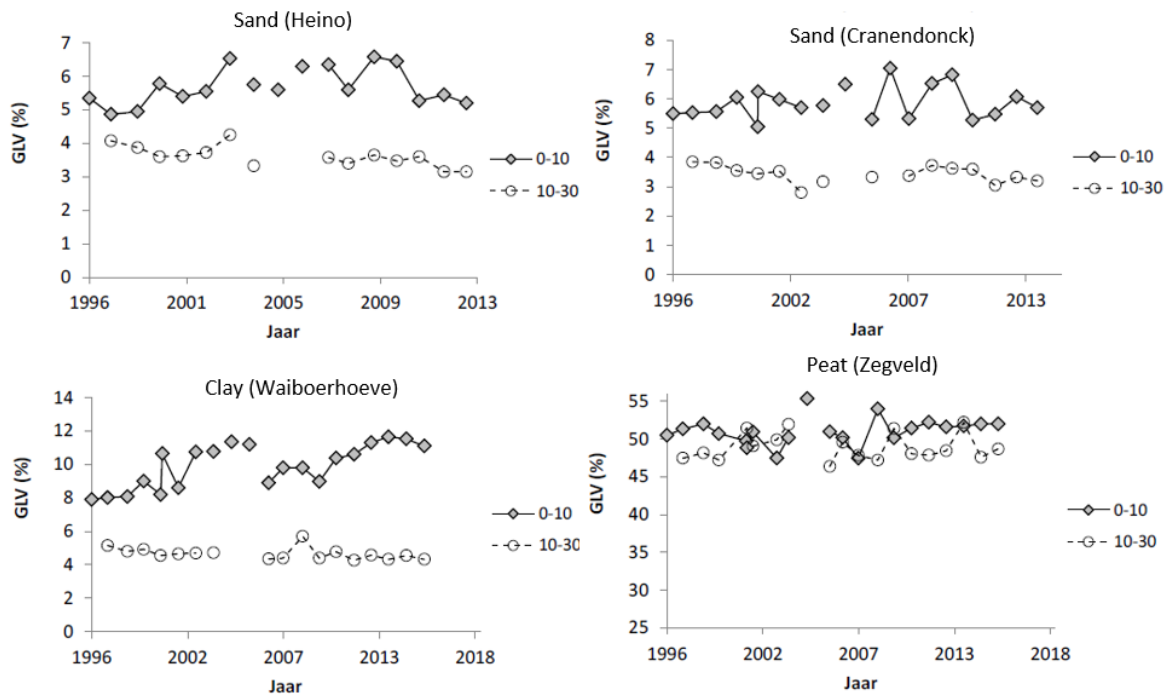 Sand (Heino)
GLV (%)
7
6
5
4
3
2
1
0
1996 2001 2005 2009 2013
Jaar
0-10
10-30
Sand (Cranendonck)
GLV (%)
8
7
6
5
4
3
2
1
0
1996 2002 2007 2013
Jaar
0-10
10-30
Clay (Waiboerhoeve)
GLV (%)
14
12
10
8
6
4
2
0
1996 2002 2007 2013 2018
Jaar
0-10
10-30
Peat (Zegveld)
GLV (%)
55
50
45
40
35
30
25
1996 2002 2007 2013 2018
Jaar
0-10
10-30